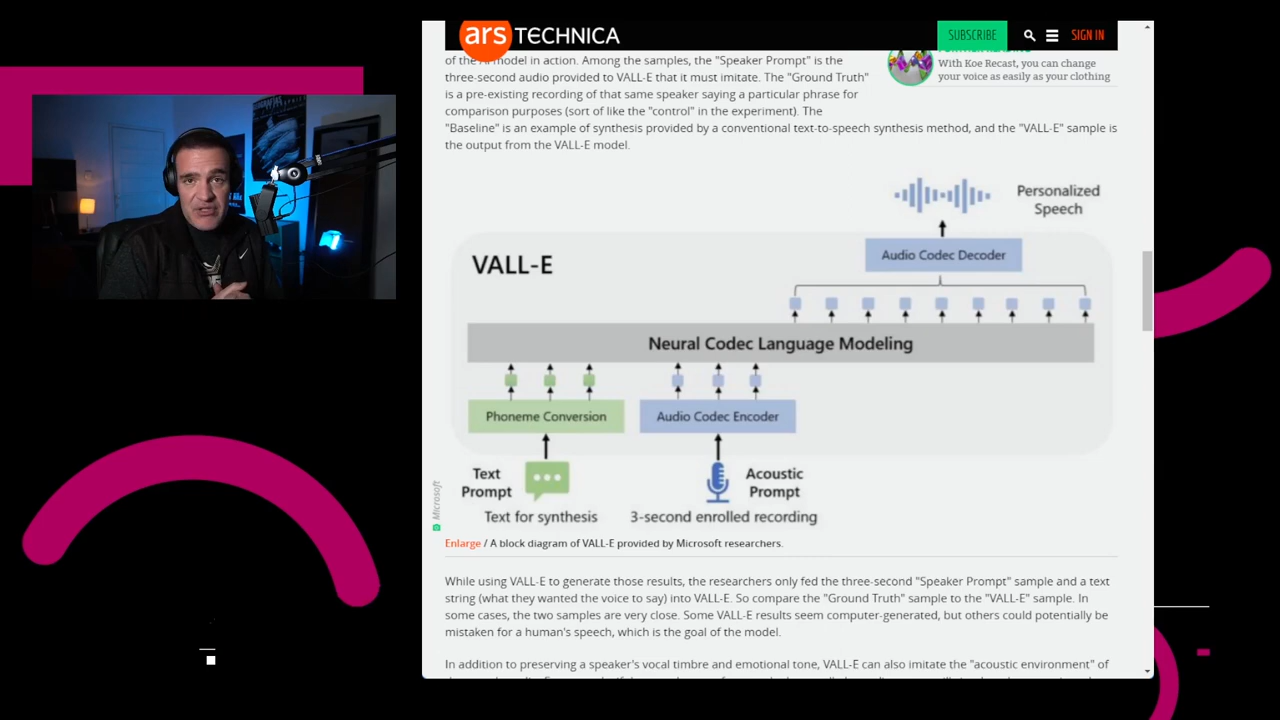 ars TECHNICA
SUBSCRIBE
SIGN IN
of the AI model in action. Among the samples, the "Speaker Prompt" is the
three-second audio provided to VALL-E that it must imitate. The "Ground Truth"
is a pre-existing recording of that same speaker saying a particular phrase for
comparison purposes (sort of like the "control" in the experiment). The
"Baseline" is an example of synthesis provided by a conventional text-to-speech synthesis method, and the "VALL-E" sample is
the output from the VALL-E model.
With Koe Recast, you can change
your voice as easily as your clothing
Personalized
Speech
VALL-E
Audio Codec Decoder
Neural Codec Language Modeling
Phoneme Conversion
Audio Codec Encoder
Text
Prompt
Acoustic
Prompt
Text for synthesis
3-second enrolled recording
Microsoft
Enlarge / A block diagram of VALL-E provided by Microsoft researchers.
While using VALL-E to generate those results, the researchers only fed the three-second "Speaker Prompt" sample and a text
string (what they wanted the voice to say) into VALL-E. So compare the "Ground Truth" sample to the "VALL-E" sample. In
some cases, the two samples are very close. Some VALL-E results seem computer-generated, but others could potentially be
mistaken for a human's speech, which is the goal of the model.
In addition to preserving a speaker's vocal timbre and emotional tone, VALL-E can also imitate the "acoustic environment" of